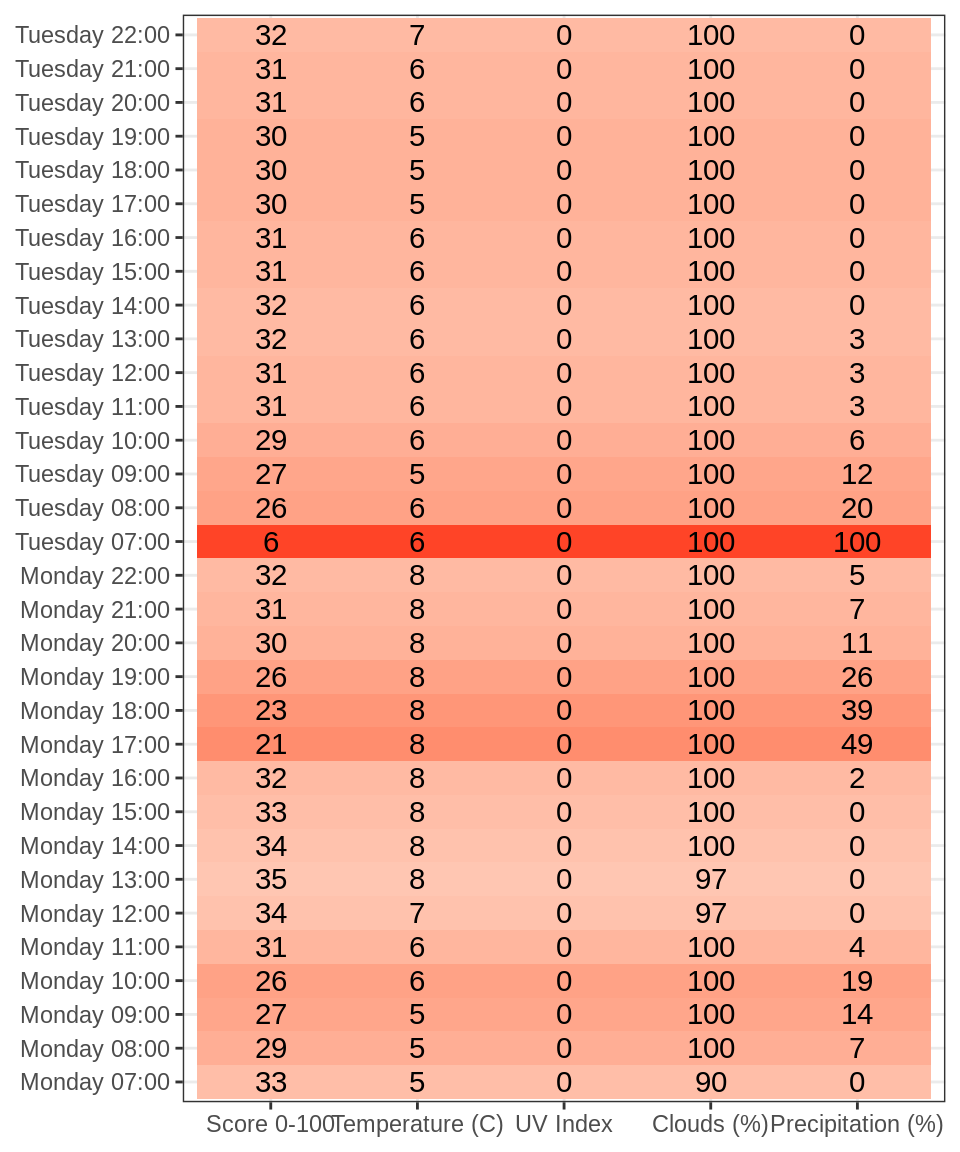 Tuesday 22:00 32 7 0 100 0
Tuesday 21:00 31 6 0 100 0
Tuesday 20:00 31 6 0 100 0
Tuesday 19:00 30 5 0 100 0
Tuesday 18:00 30 5 0 100 0
Tuesday 17:00 30 5 0 100 0
Tuesday 16:00 31 6 0 100 0
Tuesday 15:00 31 6 0 100 0
Tuesday 14:00 32 6 0 100 0
Tuesday 13:00 32 6 0 100 3
Tuesday 12:00 31 6 0 100 3
Tuesday 11:00 31 6 0 100 3
Tuesday 10:00 29 6 0 100 6
Tuesday 09:00 27 5 0 100 12
Tuesday 08:00 26 6 0 100 20
Tuesday 07:00 6 6 0 100 100
Monday 22:00 32 8 0 100 5
Monday 21:00 31 8 0 100 7
Monday 20:00 30 8 0 100 11
Monday 19:00 26 8 0 100 26
Monday 18:00 23 8 0 100 39
Monday 17:00 21 8 0 100 49
Monday 16:00 32 8 0 100 2
Monday 15:00 33 8 0 100 0
Monday 14:00 34 8 0 100 0
Monday 13:00 35 8 0 97 0
Monday 12:00 34 7 0 97 0
Monday 11:00 31 6 0 100 4
Monday 10:00 26 6 0 100 19
Monday 09:00 27 5 0 100 14
Monday 08:00 29 5 0 100 7
Monday 07:00 33 5 0 90 0
Score 0-100 Temperature (C) UV Index Clouds (%) Precipitation (%)